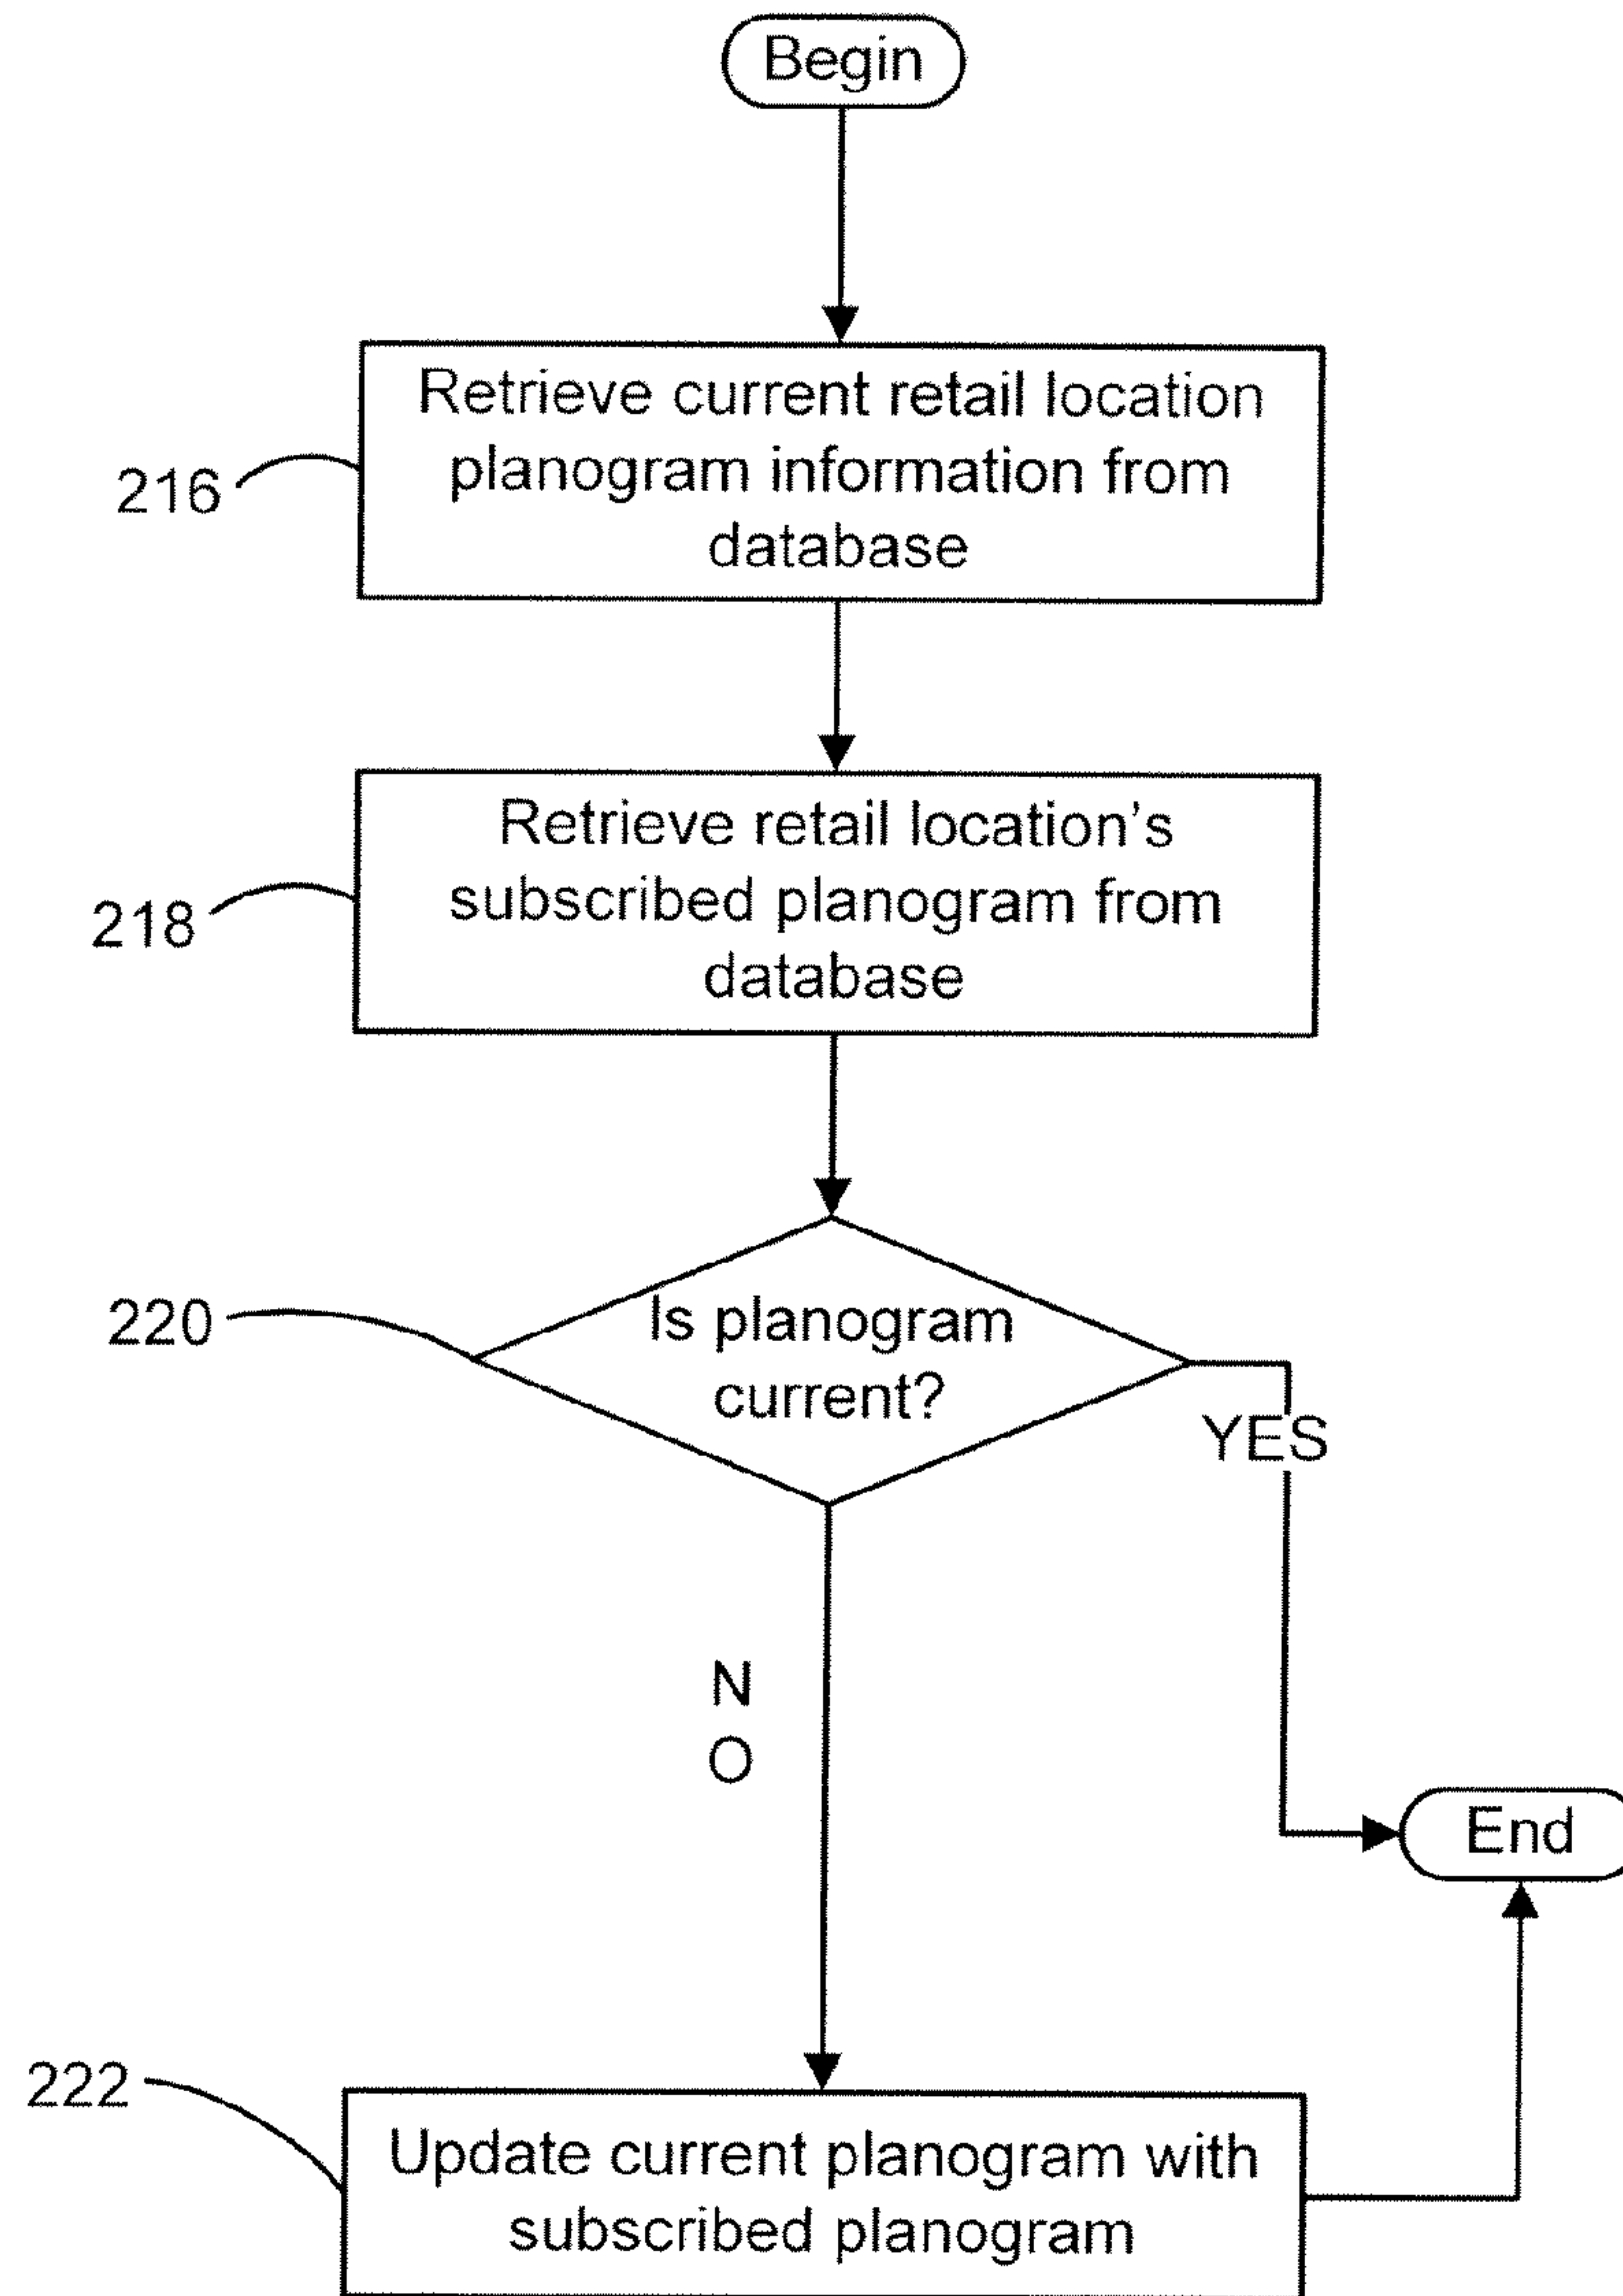 Begin
Retrieve current retail location
planogram information from
database
216
Retrieve retail location's
subscribed planogram from
database
218
Is planogram
current?
220
YES
N
O
End
222
Update current planogram with
subscribed planogram